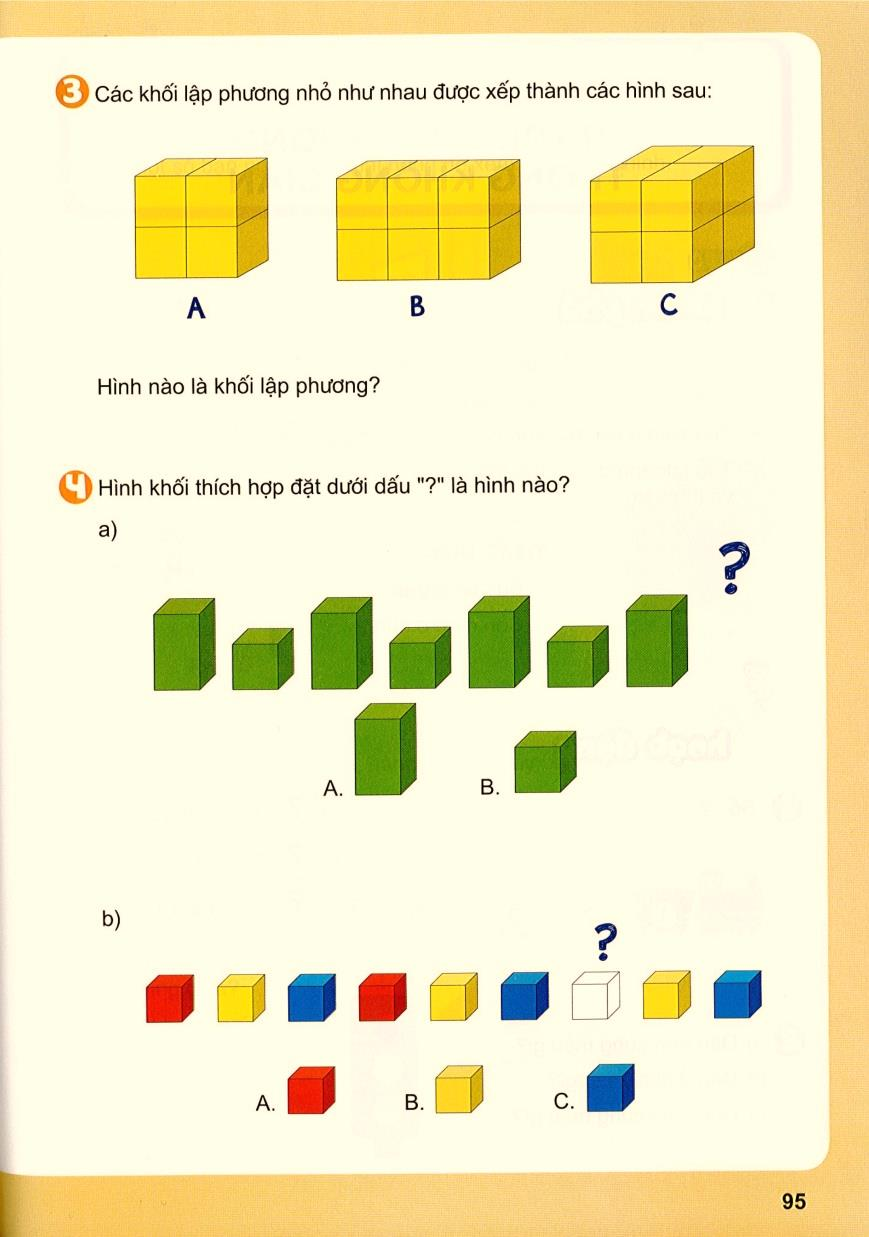 3 Các khối lập phương nhỏ như nhau được xếp thành các hình sau:
A B C
Hình nào là khối lập phương?
4 Hình khối thích hợp đặt dưới dấu "?" là hình nào?
a)
?
A. B.
b)
?
A. B. C.
95